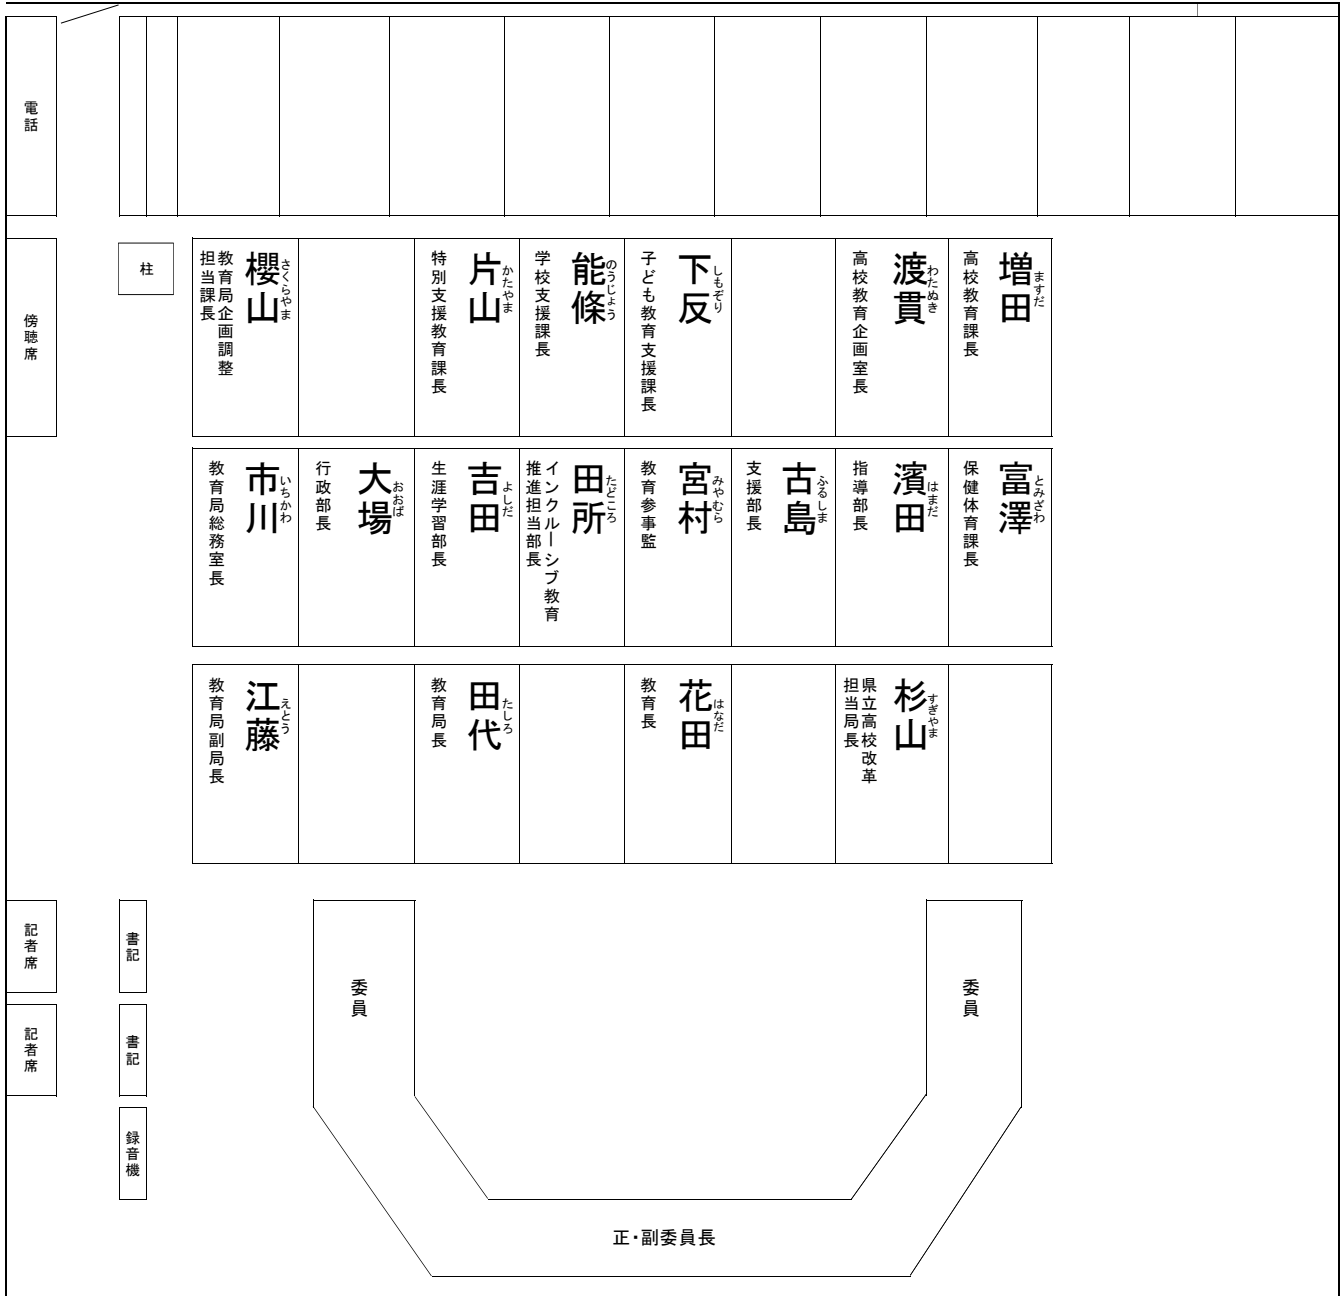 電話
傍聴席
柱
櫻山
さくらやま
教育局企画調整
担当課長
片山
かたやま
特別支援教育課長
能條
のうじょう
学校支援課長
下反
しもぞり
子ども教育支援課長
渡貫
わたぬき
高校教育企画室長
増田
ますだ
高校教育課長
市川
いちかわ
教育局総務室長
大場
おおば
行政部長
吉田
よしだ
生涯学習部長
田所
たどころ
インクルーシブ教育
推進担当部長
宮村
みやむら
教育参事監
古島
ふるしま
支援部長
濱田
はまだ
指導部長
富澤
とみざわ
保健体育課長
江藤
えとう
教育局副局長
田代
たしろ
教育局長
花田
はなだ
教育長
杉山
すぎやま
県立高校改革
担当局長
記者席
書記
委員
委員
記者席
書記
録音機
正・副委員長